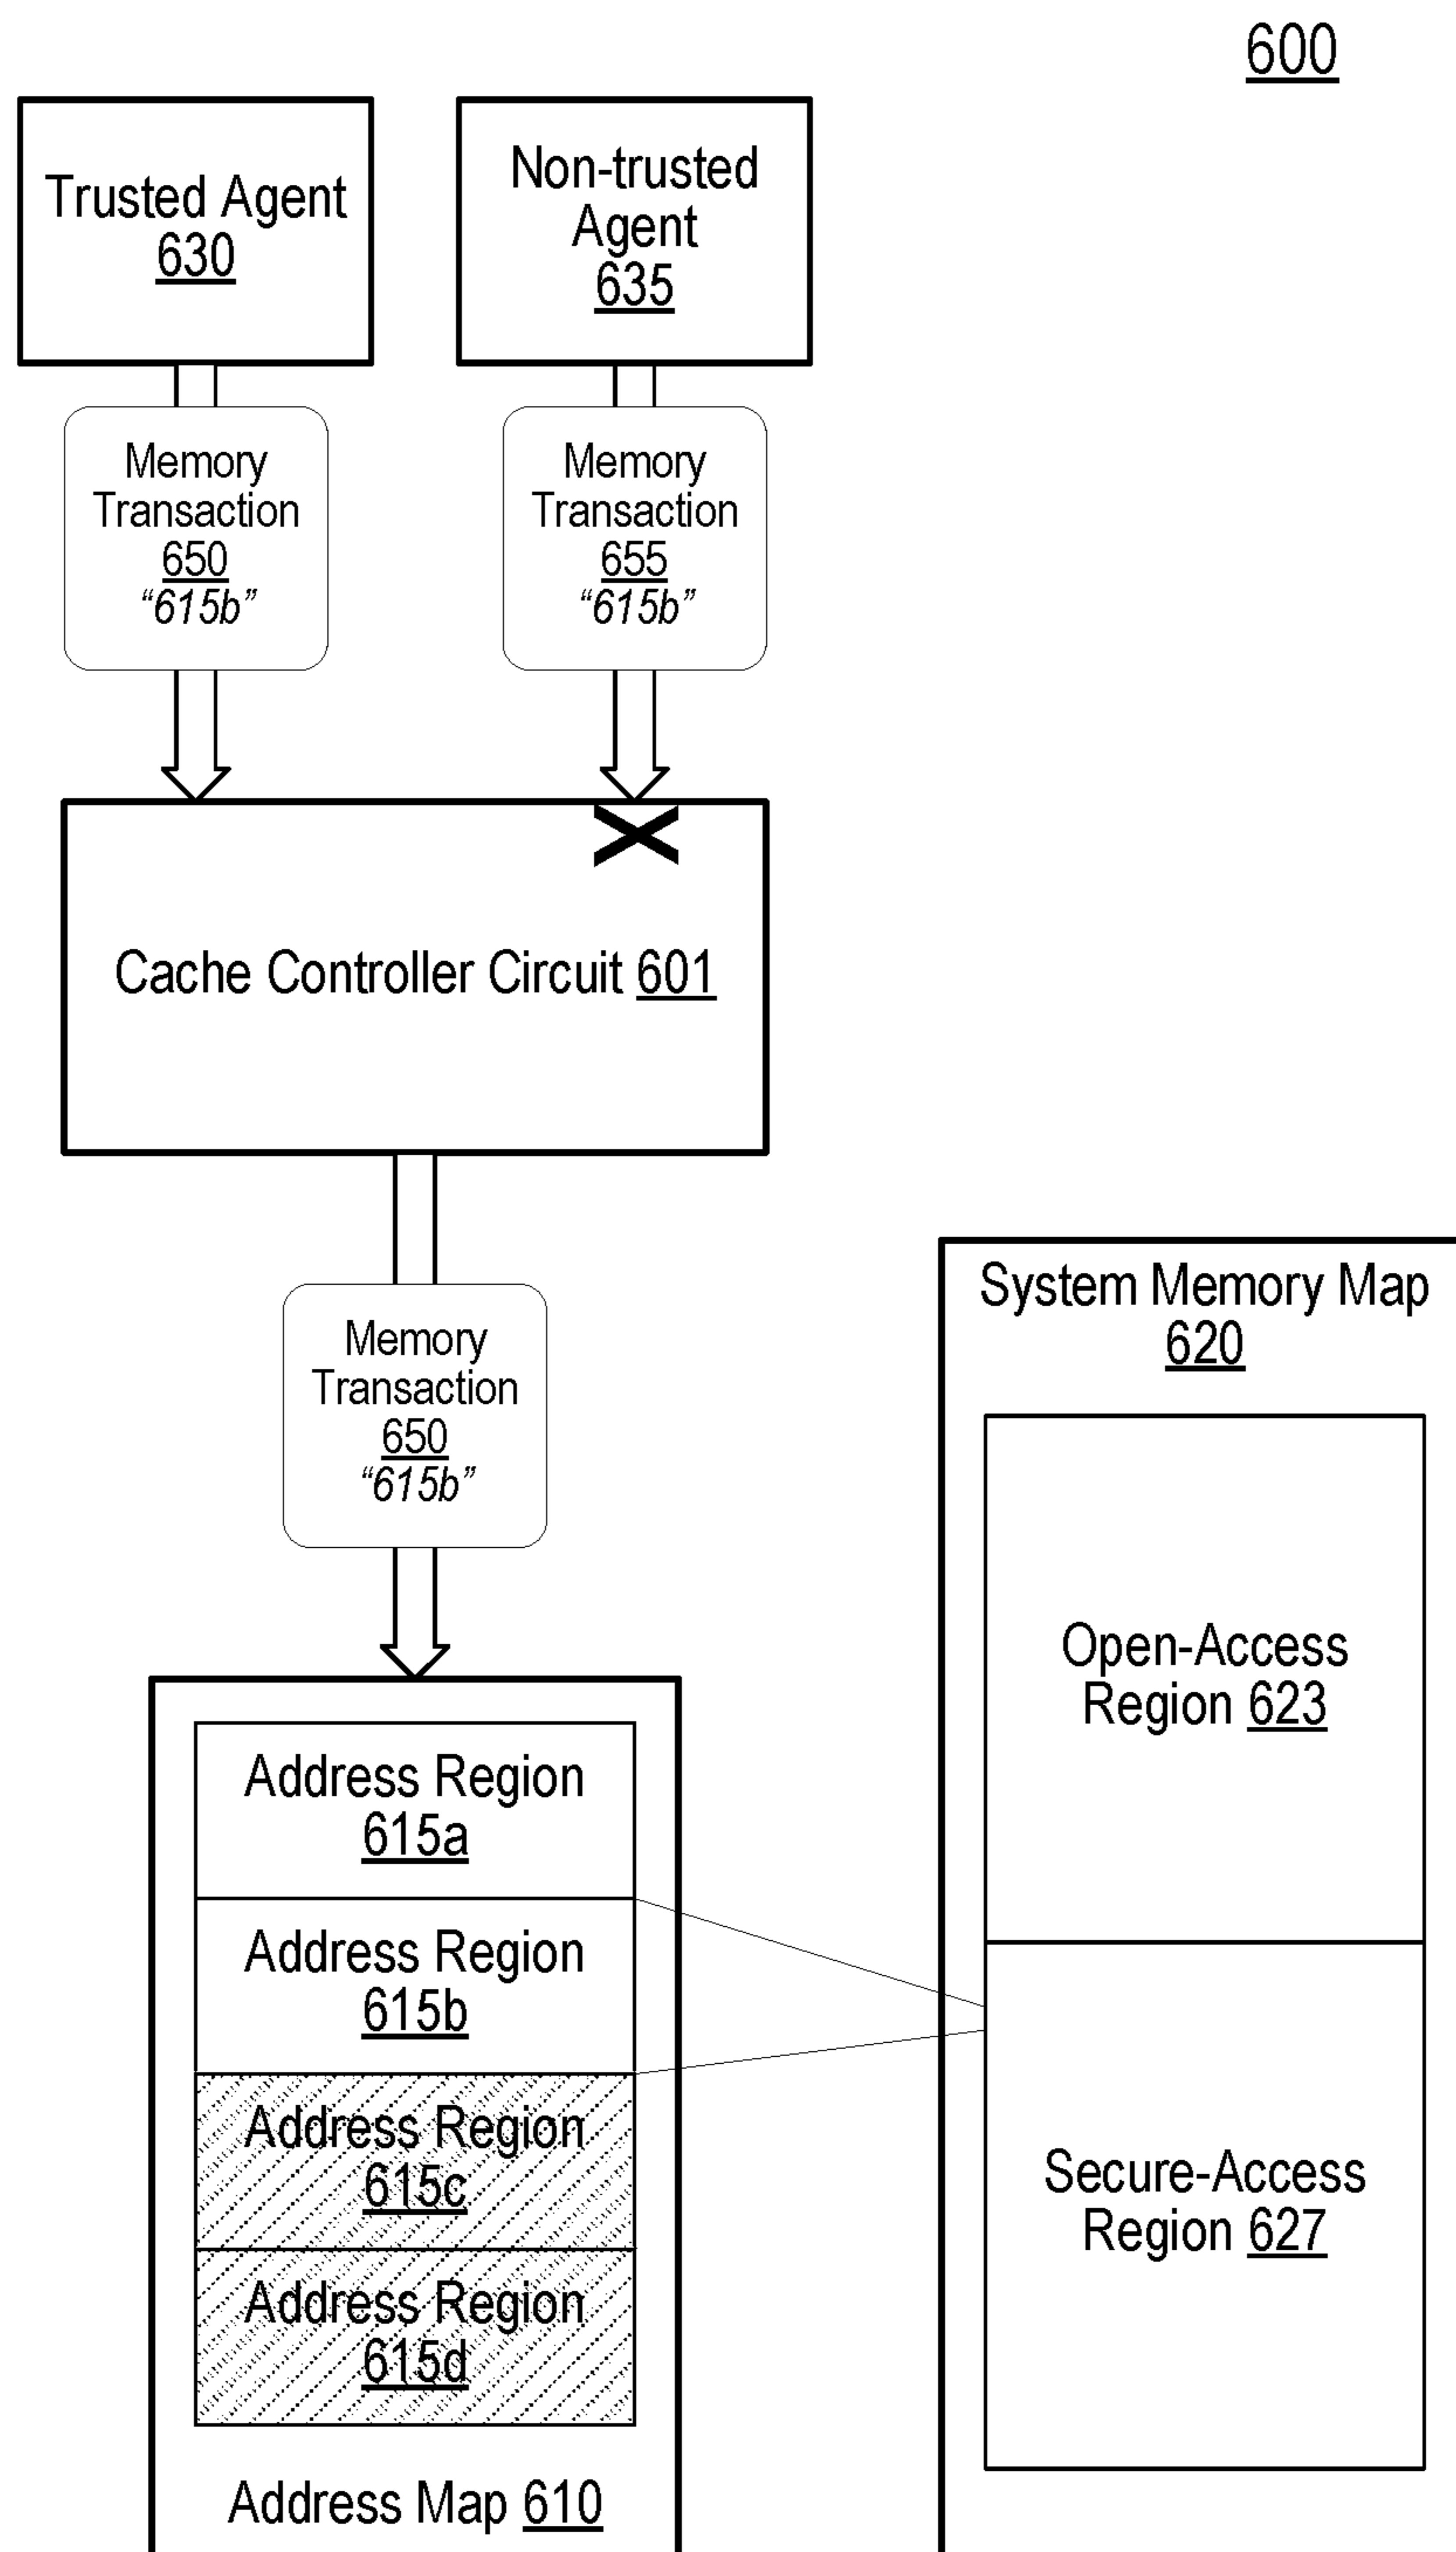 600
Trusted Agent
630
Non-trusted
Agent
635
Memory
Transaction
650
“615b”
Memory
Transaction
655
“615b”
Cache Controller Circuit 601
Memory
Transaction
650
“615b”
System Memory Map
620
Open-Access
Region 623
Secure-Access
Region 627
Address Region
615a
Address Region
615b
Address Region
615c
Address Region
615d
Address Map 610